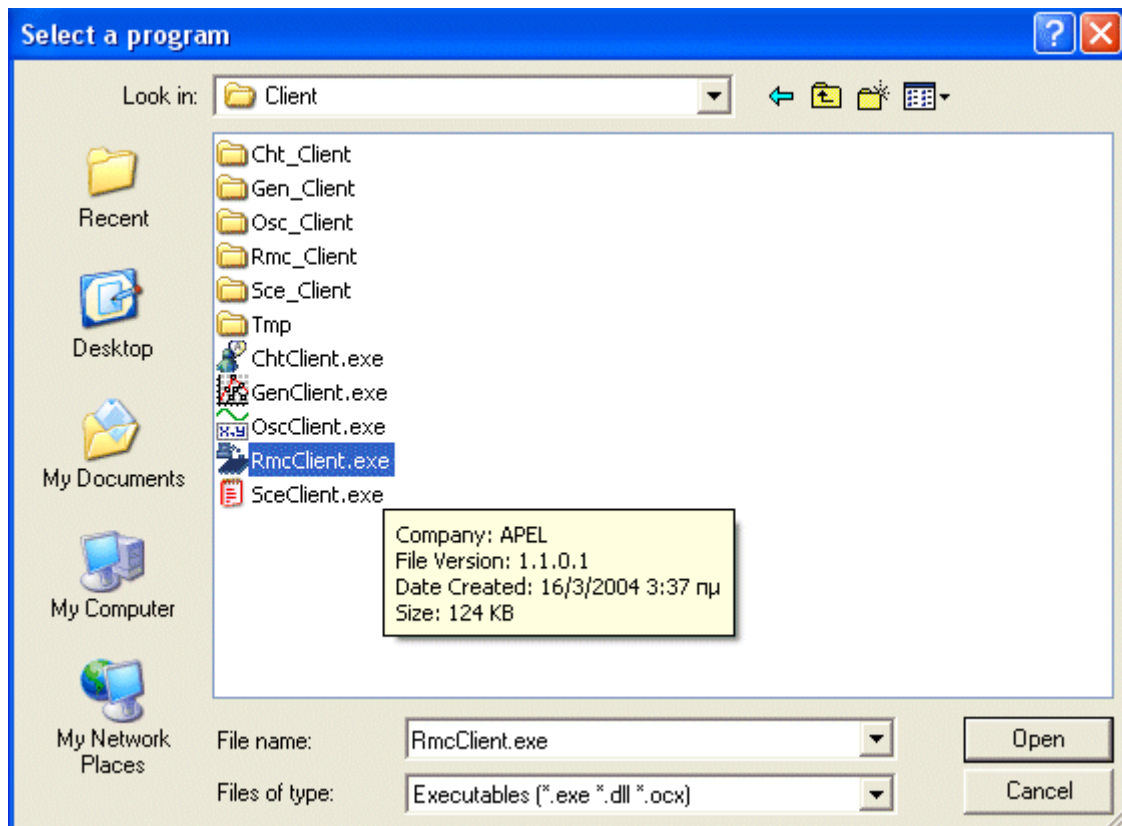 Select a program
Look in: Client
Recent
Desktop
My Documents
My Computer
My Network
Places
Cht_Client
Gen_Client
Osc_Client
Rmc_Client
Sce_Client
Tmp
ChtClient.exe
GenClient.exe
x,y OscClient.exe
RmcClient.exe
SceClient.exe
Company: APEL
File Version: 1.1.0.1
Date Created: 16/3/2004 3:37 πμ
Size: 124 KB
File name: RmcClient.exe Open
Files of type: Executables (*.exe *.dll *.ocx) Cancel